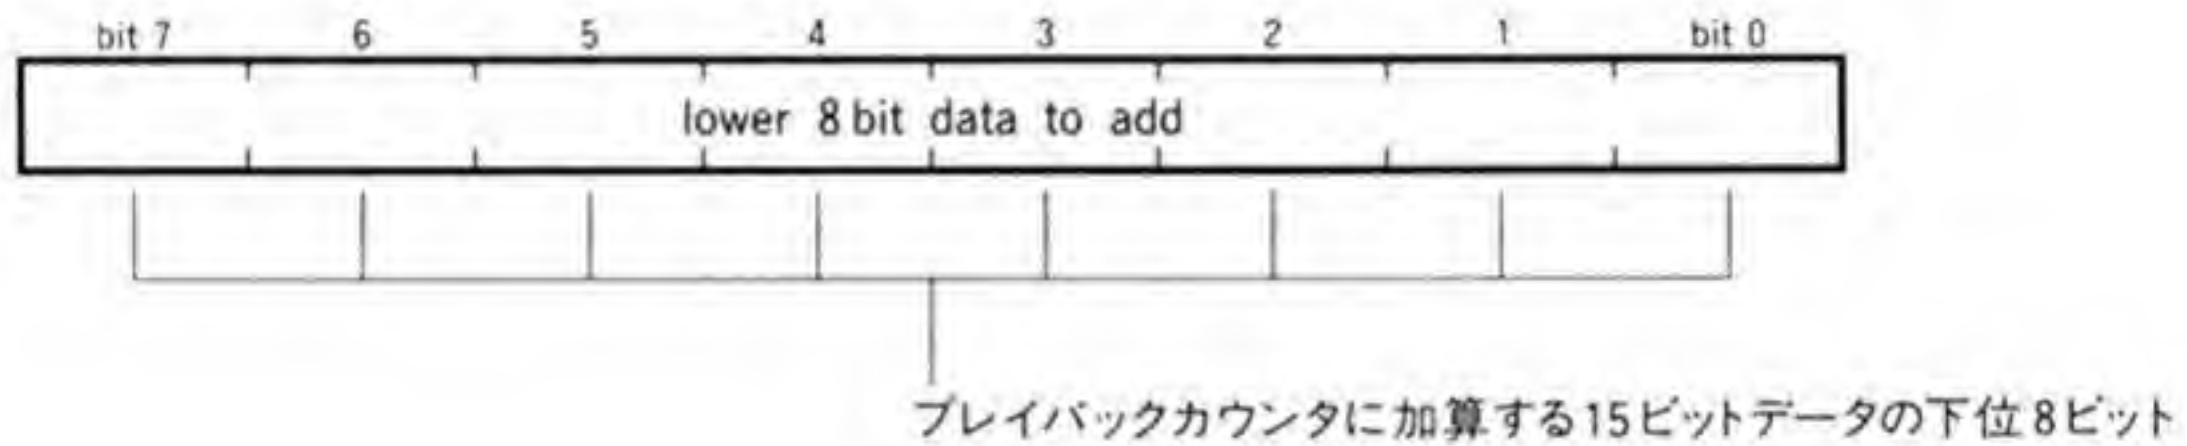 bit 7 6 5 4 3 2 1 bit 0
lower 8 bit data to add
プレイバックカウンタに加算する15ビットデータの下位8ビット